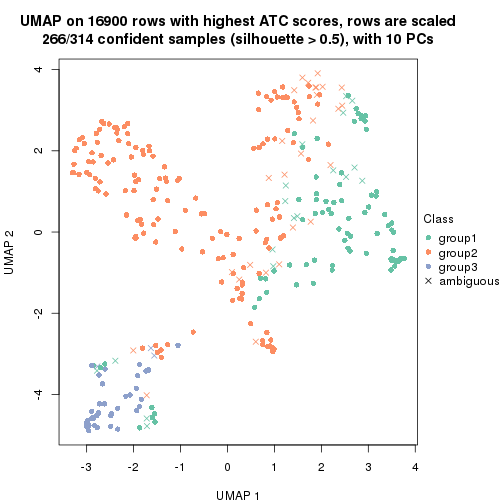 UMAP on 16900 rows with highest ATC scores, rows are scaled
266/314 confident samples (silhouette > 0.5), with 10 PCs
4
2
0
-2
-4
UMAP 2
-3 -2 -1 0 1 2 3 4
UMAP 1
Class
group1
group2
group3
ambiguous